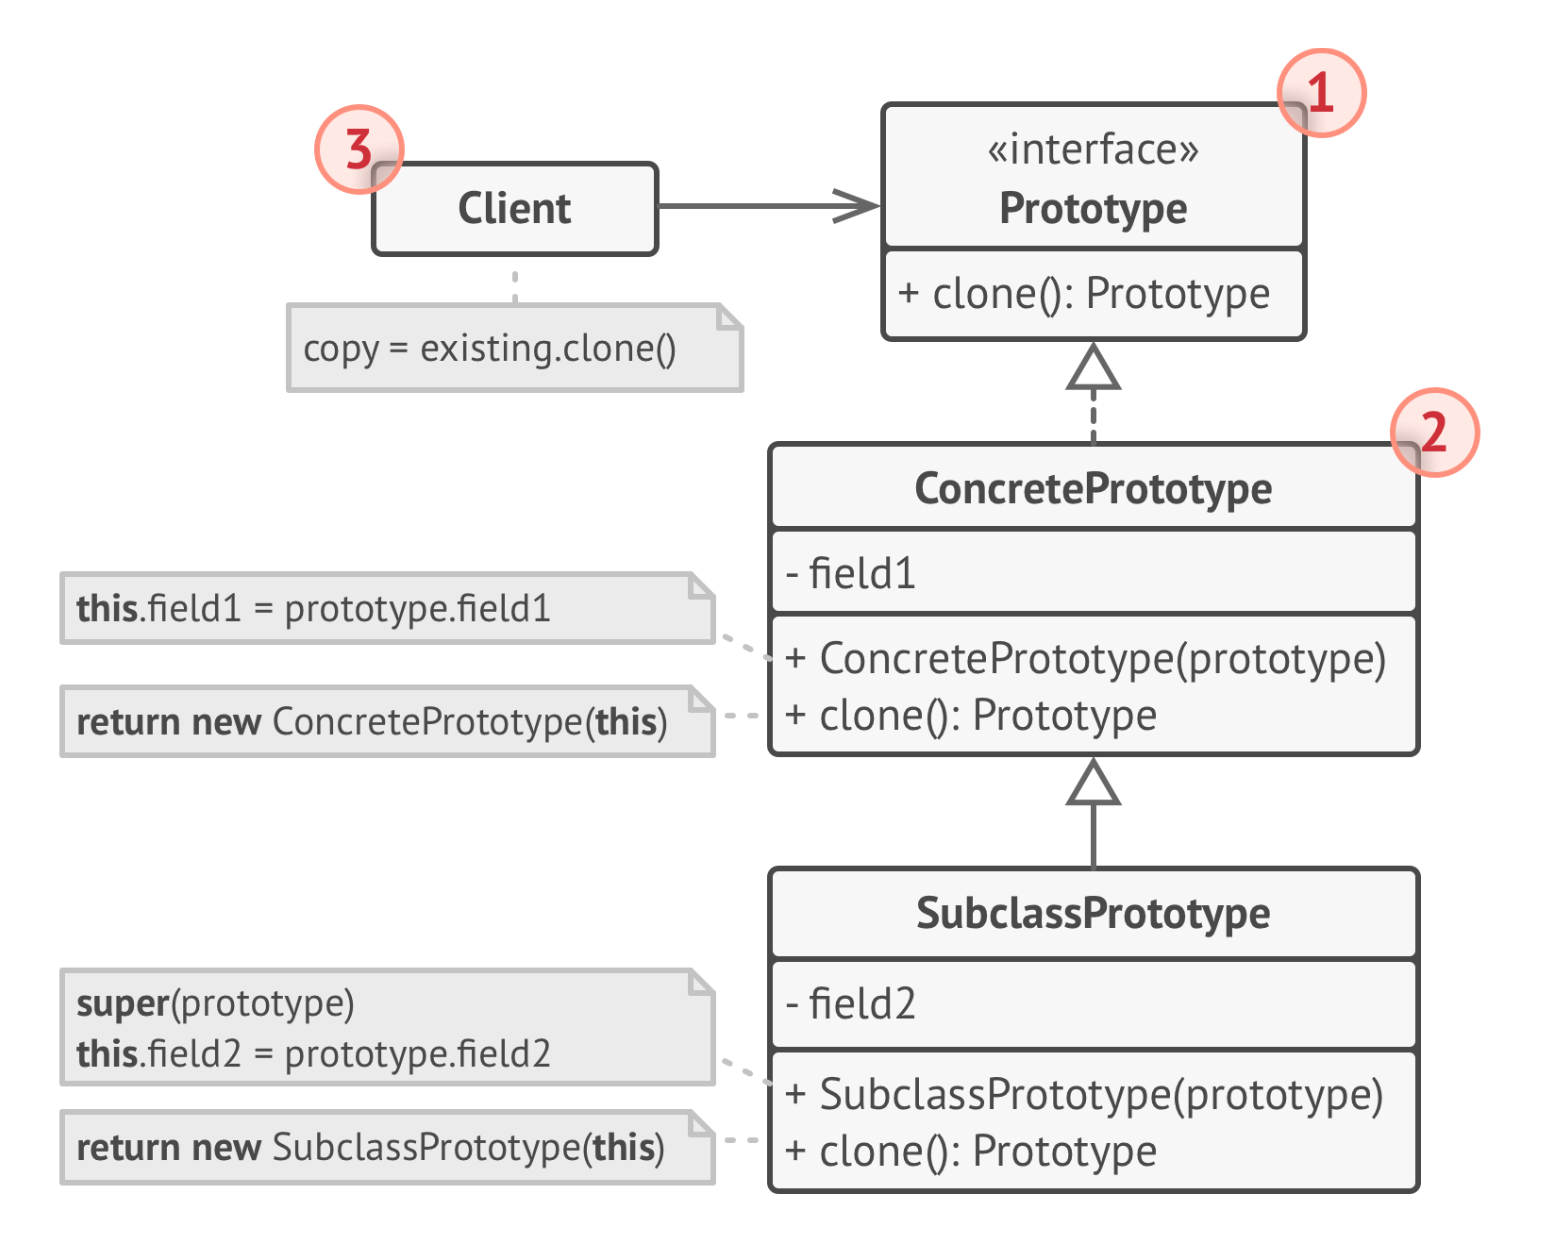 1
«interface»
Prototype
+ clone(): Prototype
3
Client
copy = existing.clone()
2
ConcretePrototype
- field1
+ ConcretePrototype(prototype)
+ clone(): Prototype
this.field1 = prototype.field1
return new ConcretePrototype(this)
SubclassPrototype
- field2
+ SubclassPrototype(prototype)
+ clone(): Prototype
super(prototype)
this.field2 = prototype.field2
return new SubclassPrototype(this)